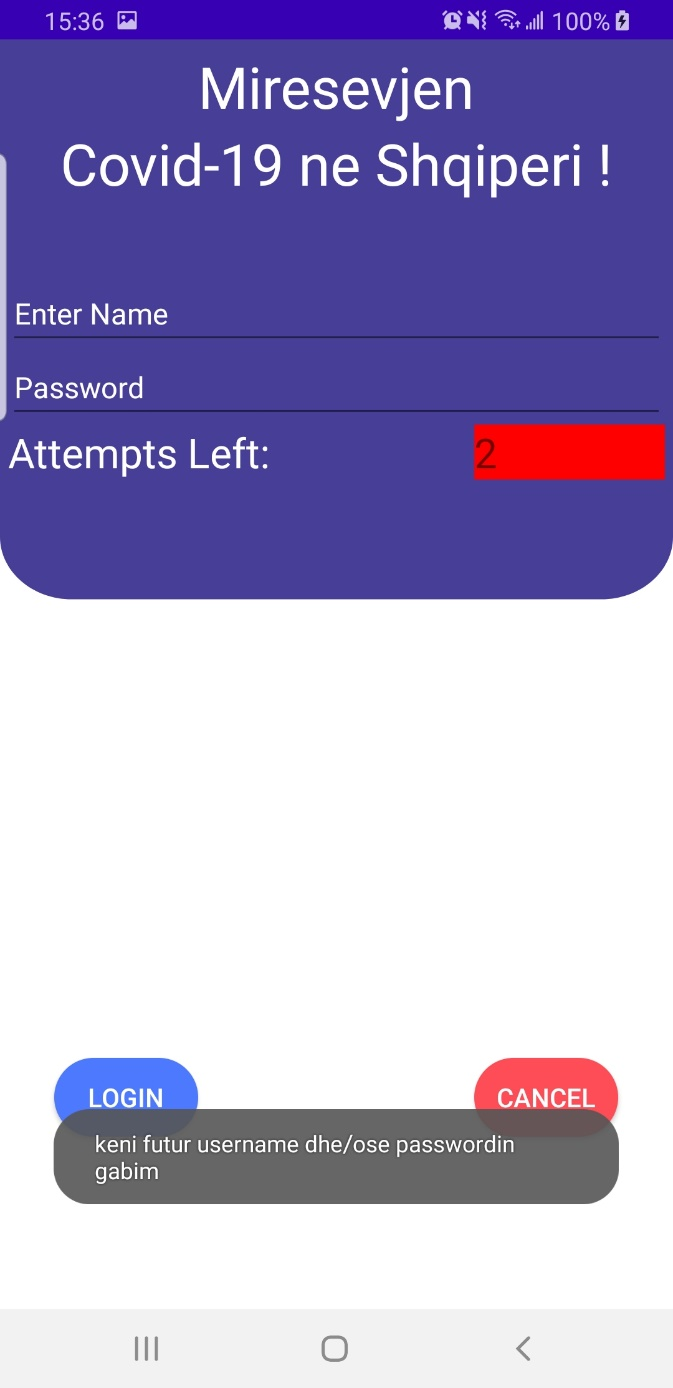 15:36 100%
Miresevjen
Covid-19 ne Shqiperi !
Enter Name
Password
Attempts Left: 2
LOGIN CANCEL
keni futur username dhe/ose passwordin
gabim